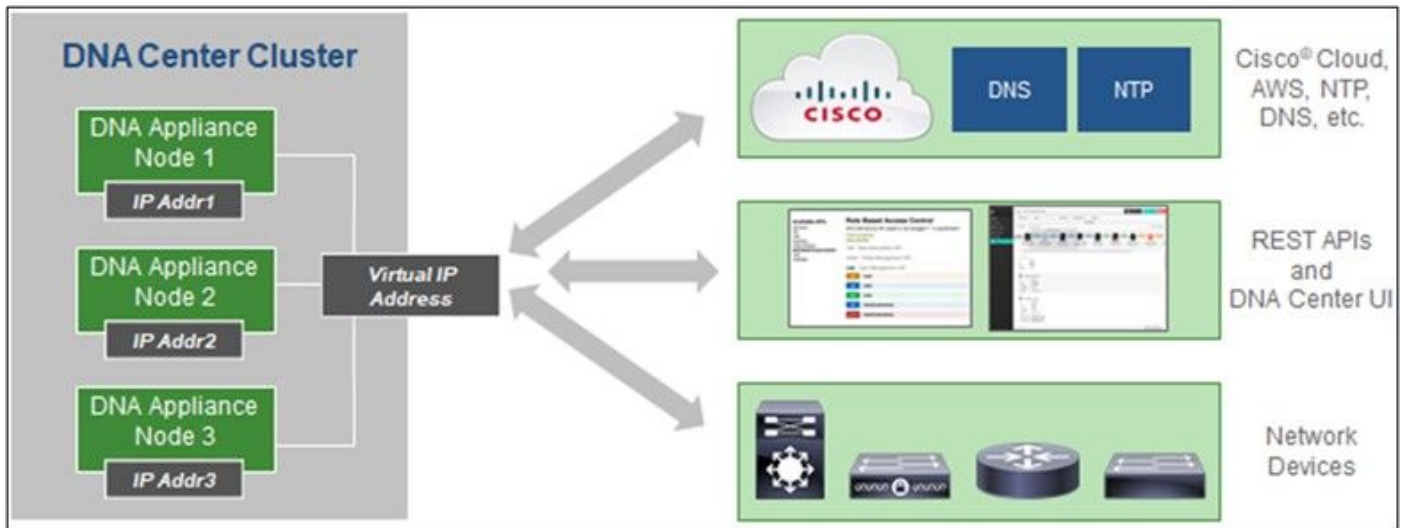 DNA Center Cluster
DNA Appliance
Node 1
IP Addr1
DNA Appliance
Node 2
IP Addr2
DNA Appliance
Node 3
IP Addr3
Virtual IP
Address
CISCO
DNS
NTP
Cisco® Cloud,
AWS, NTP,
DNS, etc.
Role Based Access Control
REST APIs
and
DNA Center UI
Network
Devices